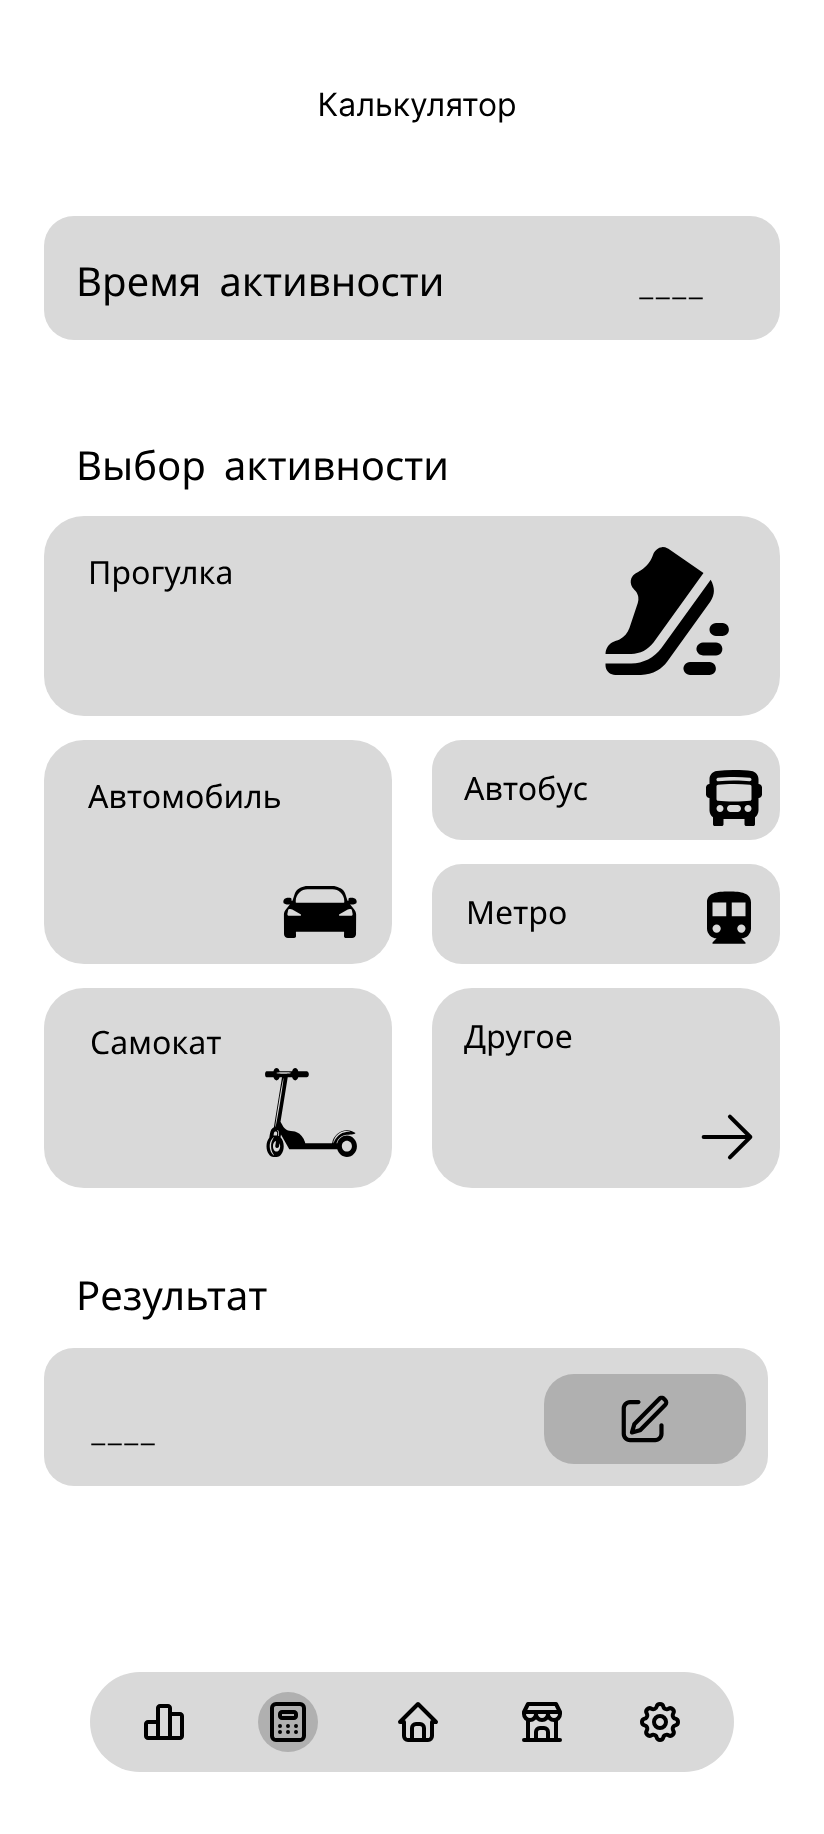 Калькулятор
Время активности ____
Выбор активности
Прогулка
Автомобиль
Автобус
Метро
Самокат
Другое
Результат
____